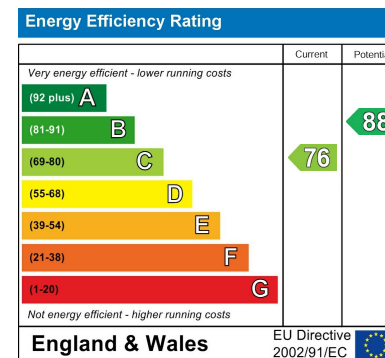 Energy Efficiency Rating
Current Potentia
Very energy efficient - lower running costs
(92 plus) A
(81-91) B
88
(69-80) C
76
(55-68) D
(39-54) E
(21-38) F
(1-20) G
Not energy efficient - higher running costs
England & Wales
EU Directive
2002/91/EC